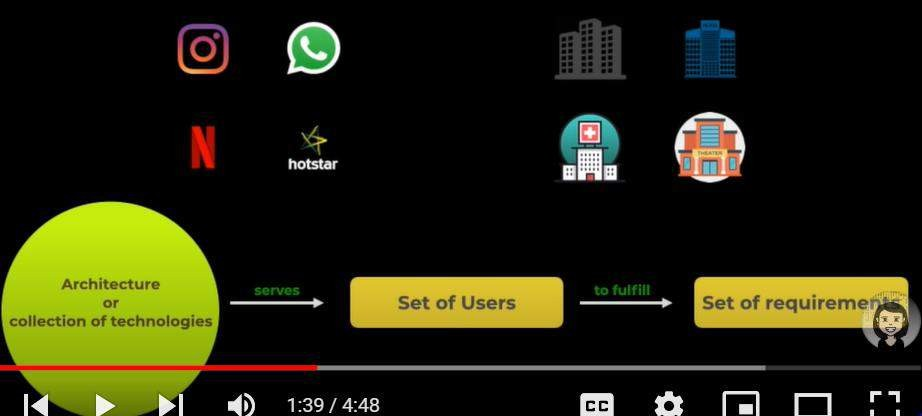 N
hotstar
THEATER
Architecture
or
collection of technologies
serves
Set of Users
to fulfill
Set of requirements
1:39 / 4:48
CC